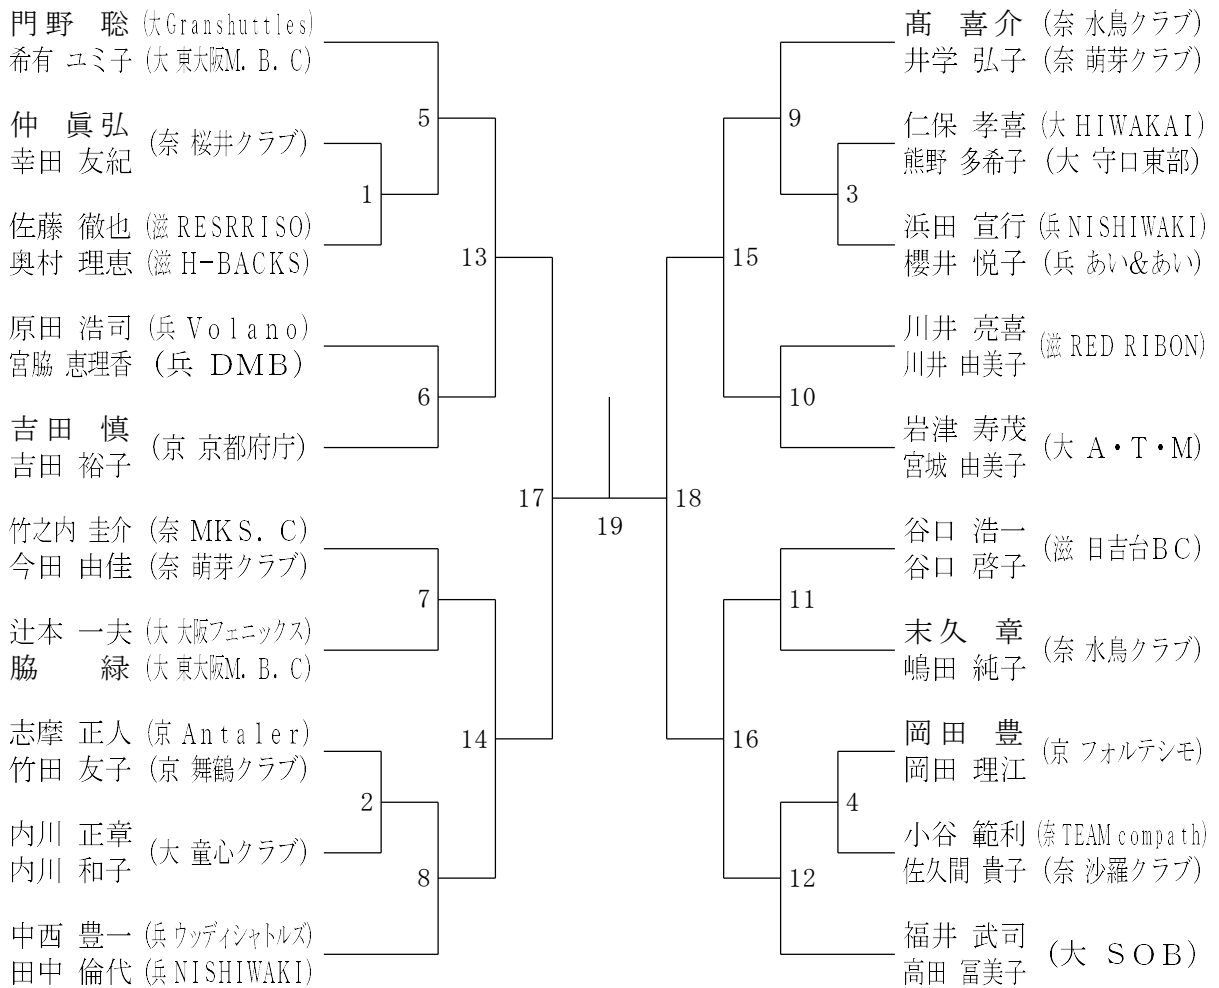 門野 聡 (大 Granshuttles)
希有 ユミ子 (大 東大阪M.B.C)
5
仲 眞弘 (奈 桜井クラブ)
幸田 友紀
1
佐藤 徹也 (滋 RESRRISO)
奥村 理恵 (滋 H-BACKS)
13
原田 浩司 (兵 Volano)
宮脇 恵理香 (兵 DMB)
6
吉田 慎 (京 京都府庁)
吉田 裕子
17
竹之内 圭介 (奈 MKS.C)
今田 由佳 (奈 萌芽クラブ)
7
辻本 一夫 (大 大阪フェニックス)
脇 緑 (大 東大阪M.B.C)
14
志摩 正人 (京 Antaler)
竹田 友子 (京 舞鶴クラブ)
2
内川 正章 (大 童心クラブ)
内川 和子
8
中西 豊一 (兵 ウッディシャトルズ)
田中 倫代 (兵 NISHIWAKI)
19
髙 喜介 (奈 水鳥クラブ)
井学 弘子 (奈 萌芽クラブ)
9
仁保 孝喜 (大 HIWAKAI)
熊野 多希子 (大 守口東部)
3
浜田 宣行 (兵 NISHIWAKI)
櫻井 悦子 (兵 あい&あい)
15
川井 亮喜 (滋 RED RIBON)
川井 由美子
10
岩津 寿茂 (大 A・T・M)
宮城 由美子
18
谷口 浩一 (滋 日吉台BC)
谷口 啓子
11
末久 章 (奈 水鳥クラブ)
嶋田 純子
16
岡田 豊 (京 フォルテシモ)
岡田 理江
4
小谷 範利 (奈 TEAM compath)
佐久間 貴子 (奈 沙羅クラブ)
12
福井 武司 (大 SOB)
高田 冨美子